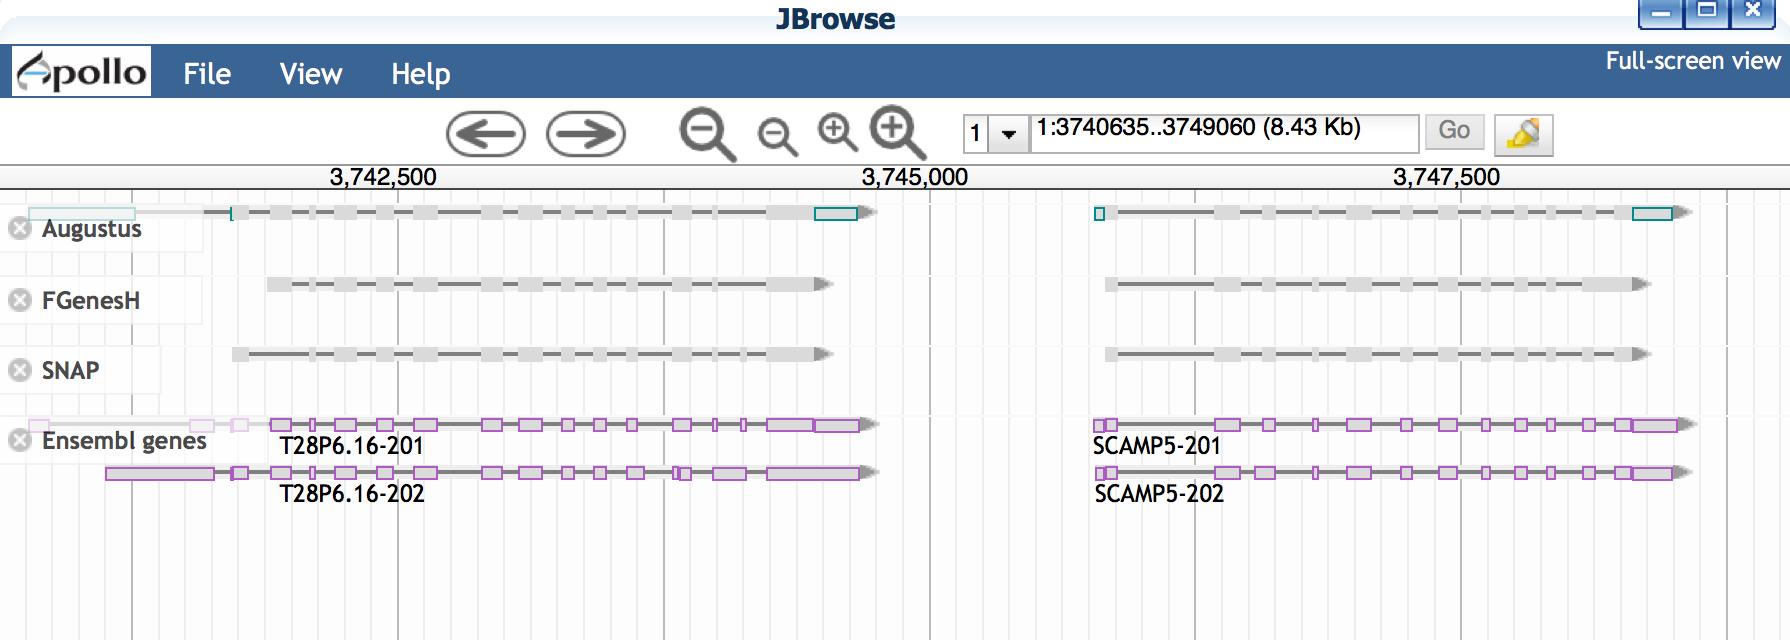 JBrowse
Apollo File View Help Full-screen view
1 1:3740635..3749060 (8.43 Kb) Go
3,742,500 3,745,000 3,747,500
Augustus
FGenesH
SNAP
Ensembl genes
T28P6.16-201 SCAMP5-201
T28P6.16-202 SCAMP5-202